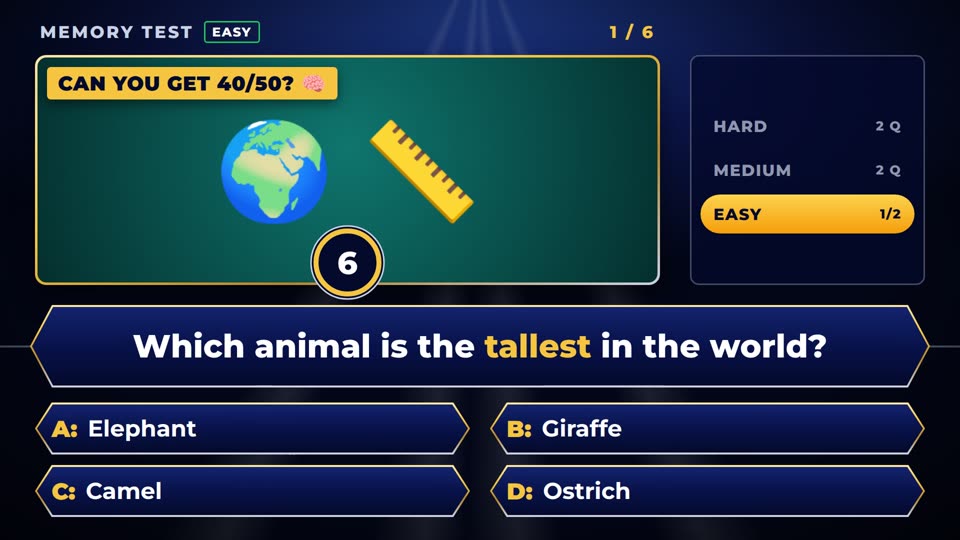 MEMORY TEST EASY
1 / 6
CAN YOU GET 40/50? 🧠
HARD 2 Q
MEDIUM 2 Q
EASY 1/2
6
Which animal is the tallest in the world?
A: Elephant
B: Giraffe
C: Camel
D: Ostrich